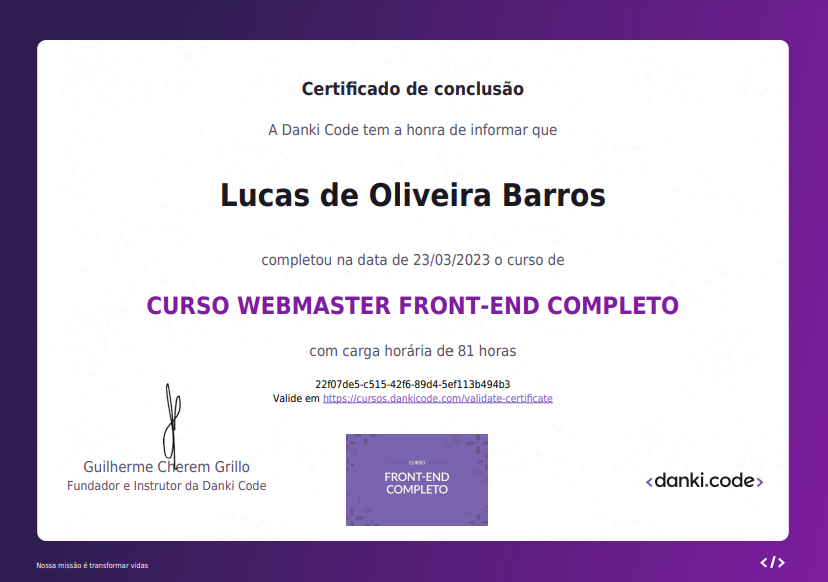 Certificado de conclusão
A Danki Code tem a honra de informar que
Lucas de Oliveira Barros
completou na data de 23/03/2023 o curso de
CURSO WEBMASTER FRONT-END COMPLETO
com carga horária de 81 horas
22f07de5-c515-42f6-89d4-5ef113b494b3
Valide em https://cursos.dankicode.com/validate-certificate
Guilherme Cherem Grillo
Fundador e Instrutor da Danki Code
CURSO
FRONT-END
COMPLETO
<danki.code>
Nossa missão é transformar vidas
</>